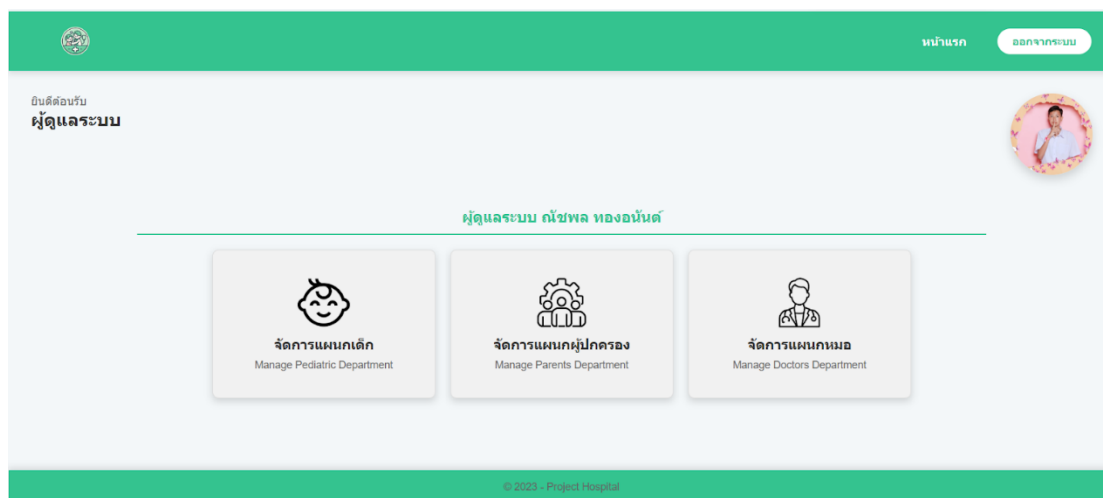 หน้าแรก
ออกจากระบบ
ยินดีต้อนรับ
ผู้ดูแลระบบ
ผู้ดูแลระบบ ณัชพล ทองอนันต์
จัดการแผนกเด็ก
Manage Pediatric Department
จัดการแผนกผู้ปกครอง
Manage Parents Department
จัดการแผนกหมอ
Manage Doctors Department
© 2023 - Project Hospital